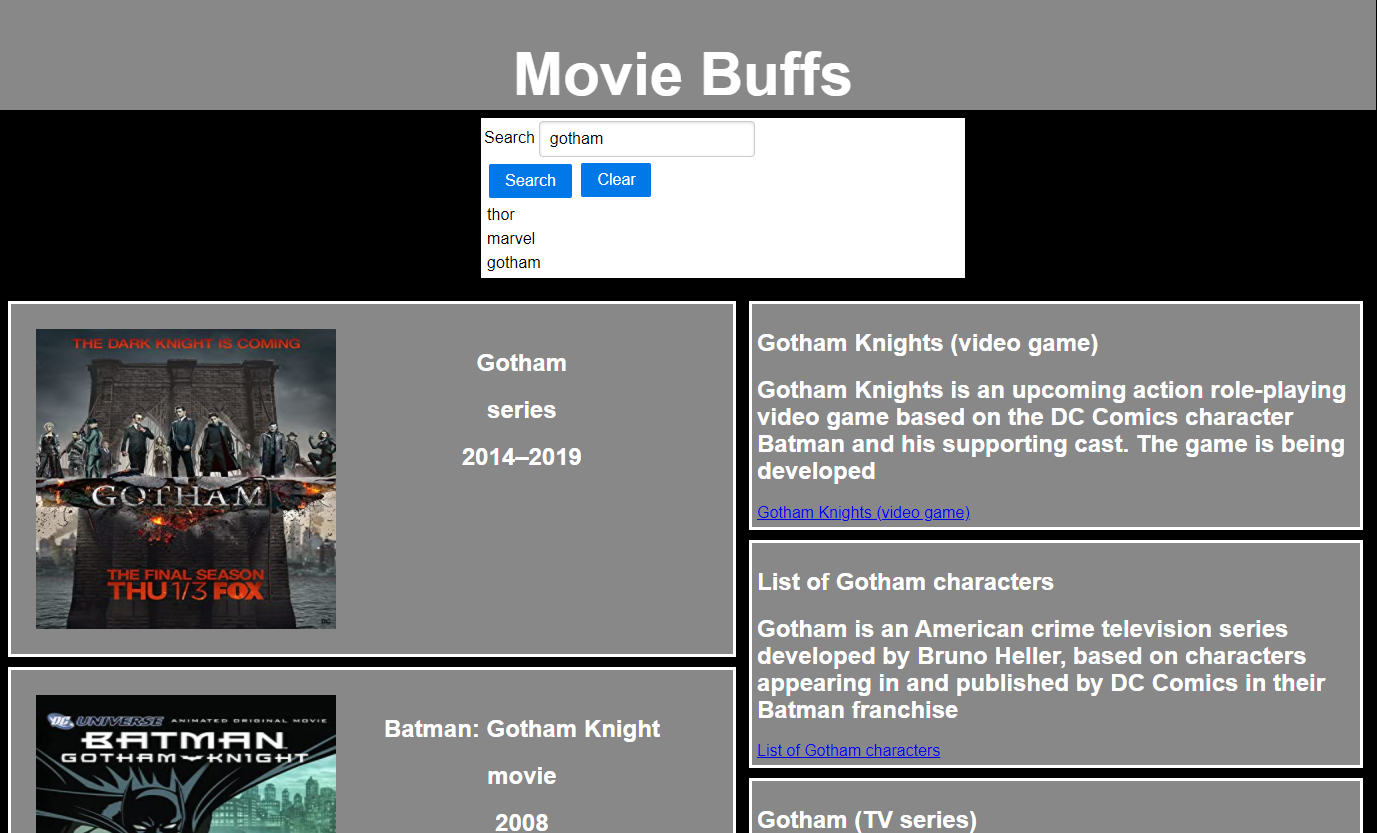 Movie Buffs
Search gotham
Search Clear
thor
marvel
gotham
THE DARK KNIGHT IS COMING
GOTHAM
THE FINAL SEASON
THU 1/3 FOX
DC
Gotham
series
2014–2019
DC UNIVERSE ANIMATED ORIGINAL MOVIE
BATMAN
GOTHAM KNIGHT
Batman: Gotham Knight
movie
2008
Gotham Knights (video game)
Gotham Knights is an upcoming action role-playing
video game based on the DC Comics character
Batman and his supporting cast. The game is being
developed
Gotham Knights (video game)
List of Gotham characters
Gotham is an American crime television series
developed by Bruno Heller, based on characters
appearing in and published by DC Comics in their
Batman franchise
List of Gotham characters
Gotham (TV series)